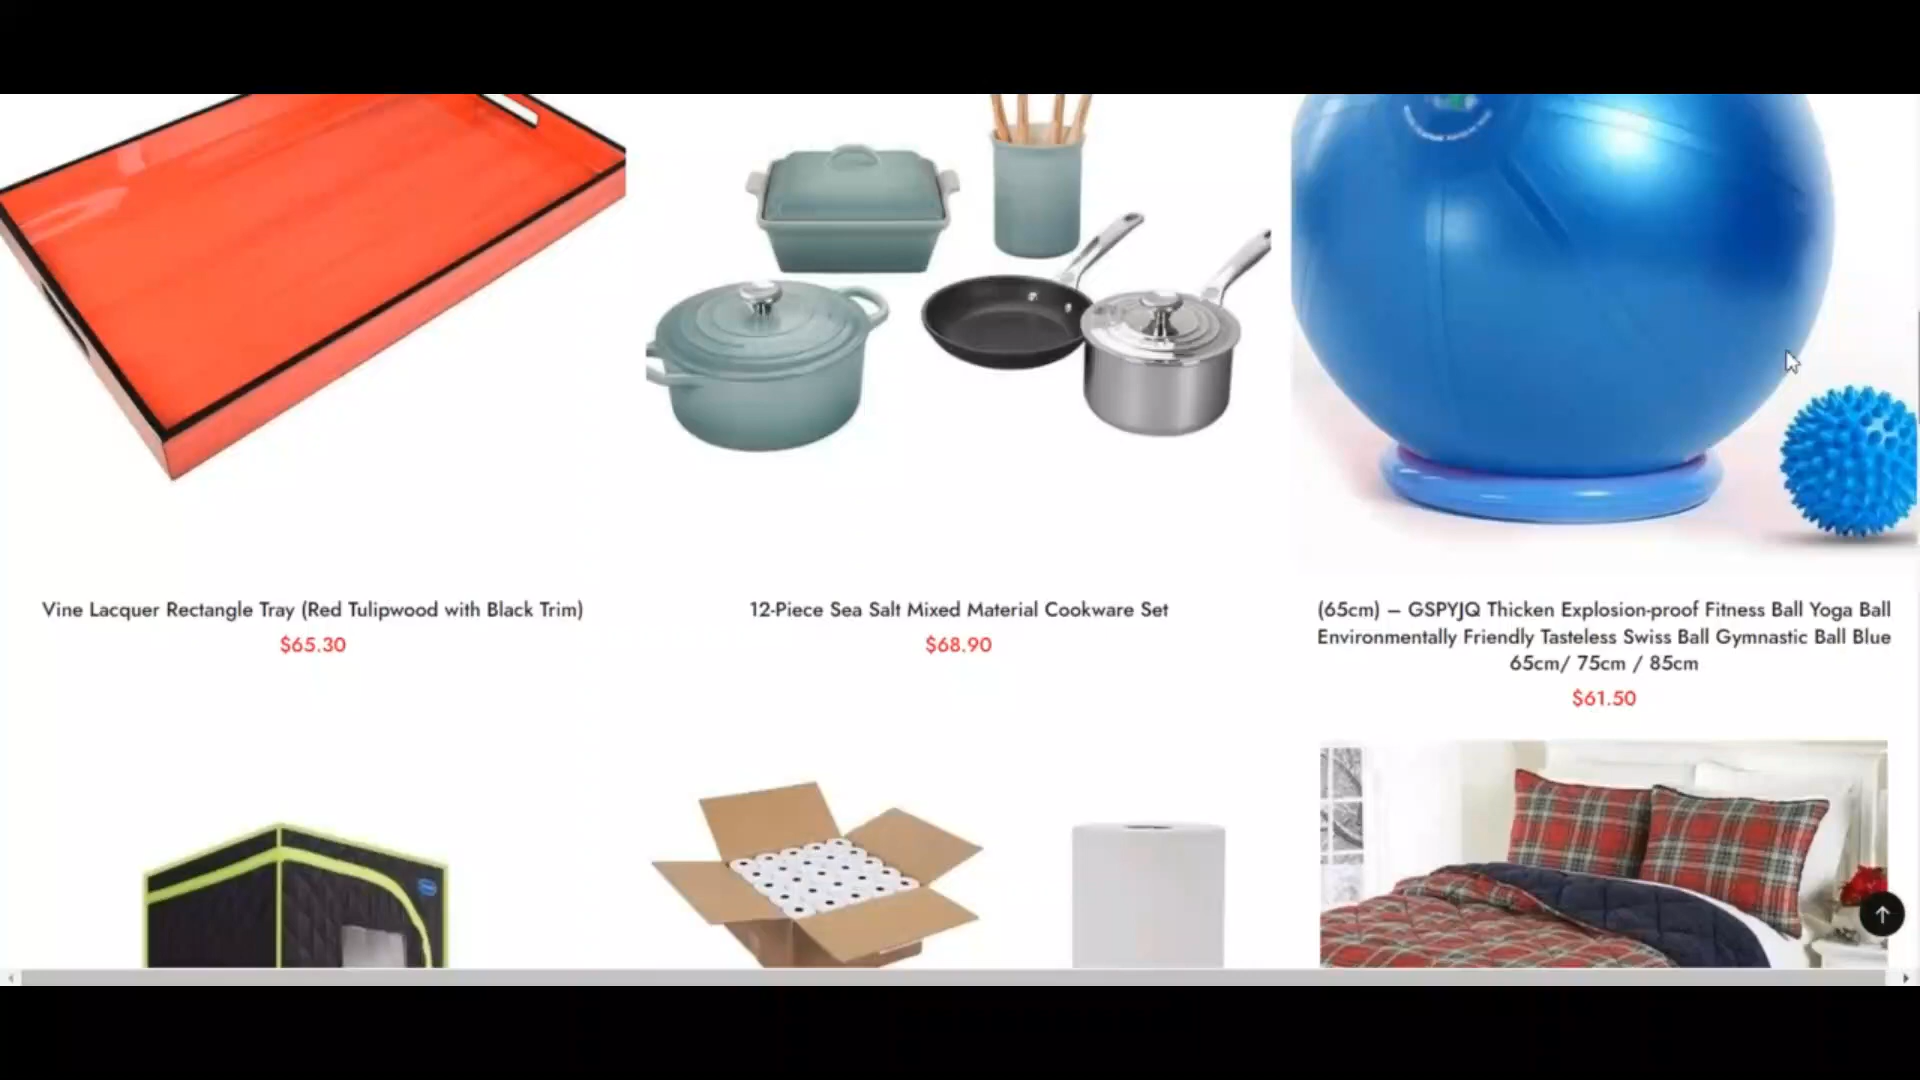 Vine Lacquer Rectangle Tray (Red Tulipwood with Black Trim)
$65.30
12-Piece Sea Salt Mixed Material Cookware Set
$68.90
(65cm) – GSPYJQ Thicken Explosion-proof Fitness Ball Yoga Ball
Environmentally Friendly Tasteless Swiss Ball Gymnastic Ball Blue
65cm/ 75cm / 85cm
$61.50